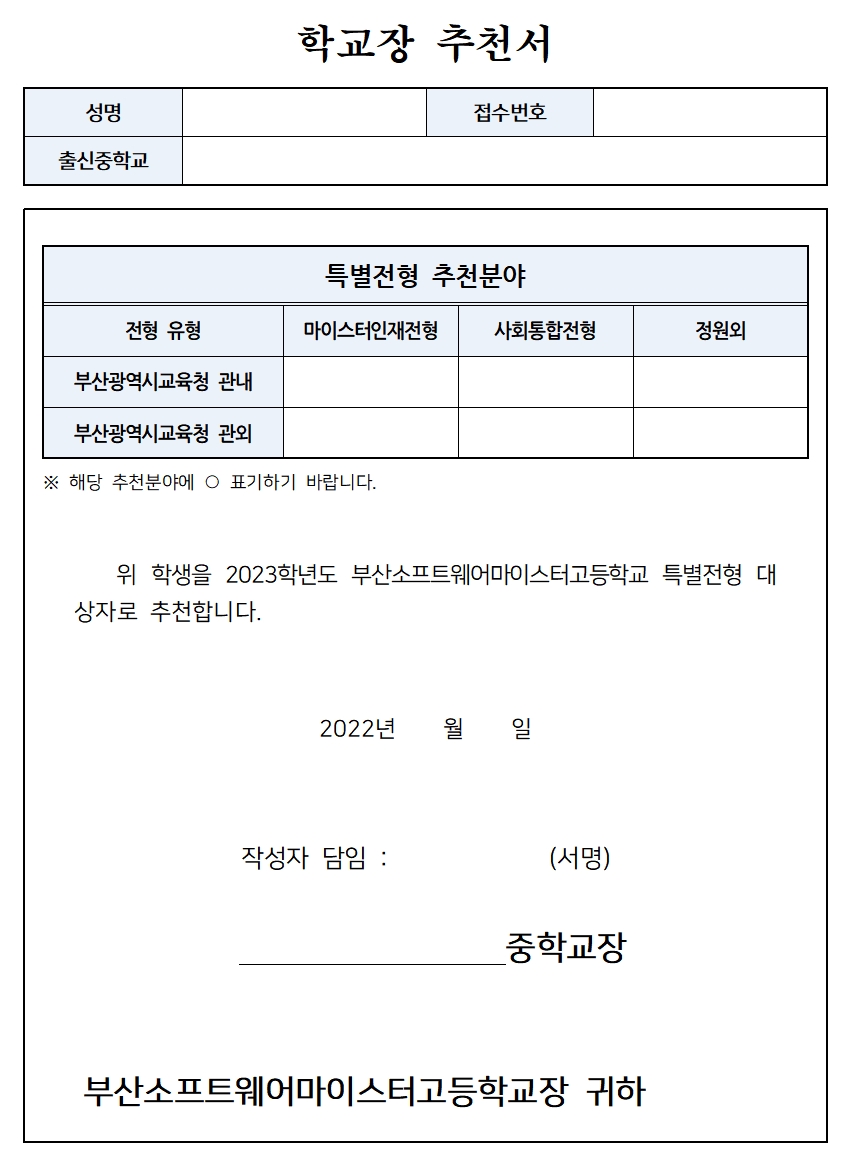 학교장 추천서
성명 접수번호
출신중학교
특별전형 추천분야
전형 유형 마이스터인재전형 사회통합전형 정원외
부산광역시교육청 관내
부산광역시교육청 관외
※ 해당 추천분야에 ○ 표기하기 바랍니다.
위 학생을 2023학년도 부산소프트웨어마이스터고등학교 특별전형 대
상자로 추천합니다.
2022년 월 일
작성자 담임 : (서명)
중학교장
부산소프트웨어마이스터고등학교장 귀하